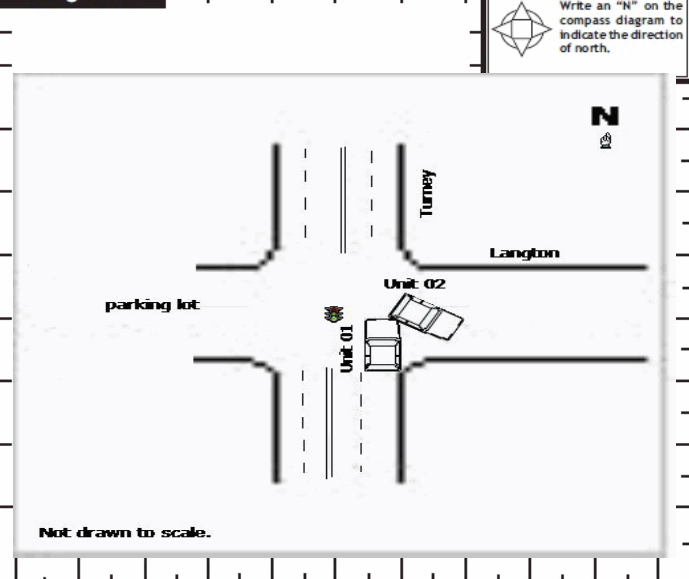 Write an “N” on the
compass diagram to
indicate the direction
of north.
N
Turney
Langton
Unit 02
parking lot
Unit 01
Not drawn to scale.